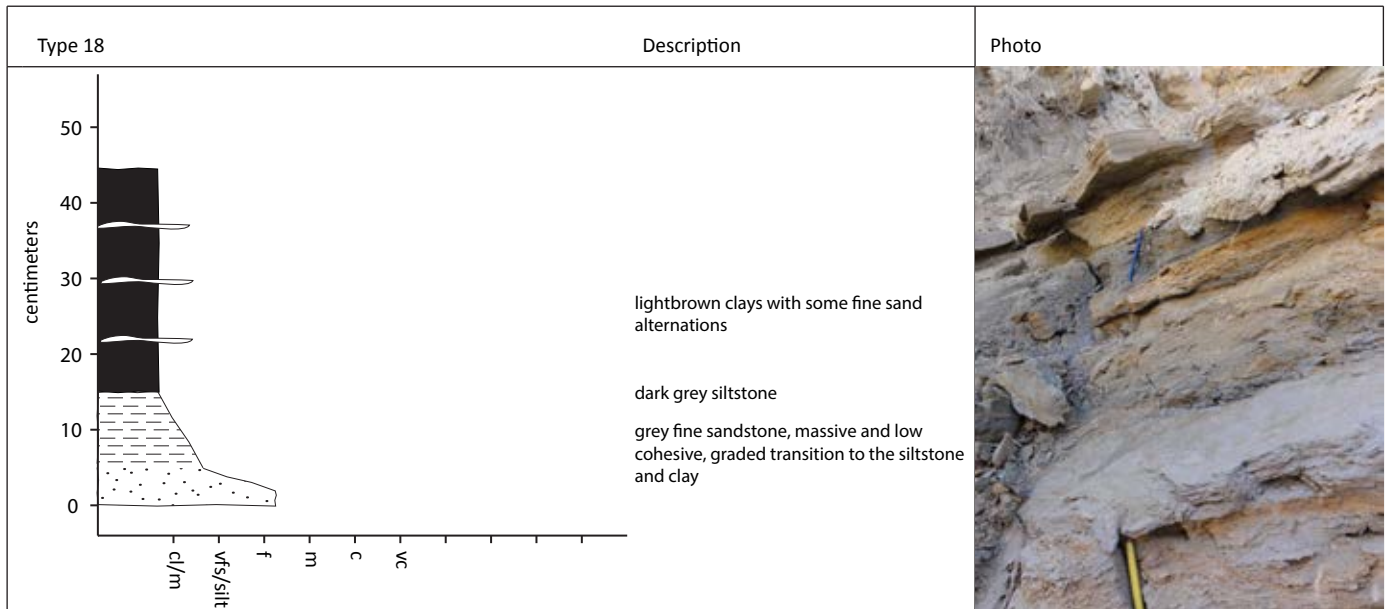 Type 18
Description
Photo
centimeters
50
40
30
20
10
0
lightbrown clays with some fine sand
alternations
dark grey siltstone
grey fine sandstone, massive and low
cohesive, graded transition to the siltstone
and clay
cl/m
vfs/silt
f
m
c
vc